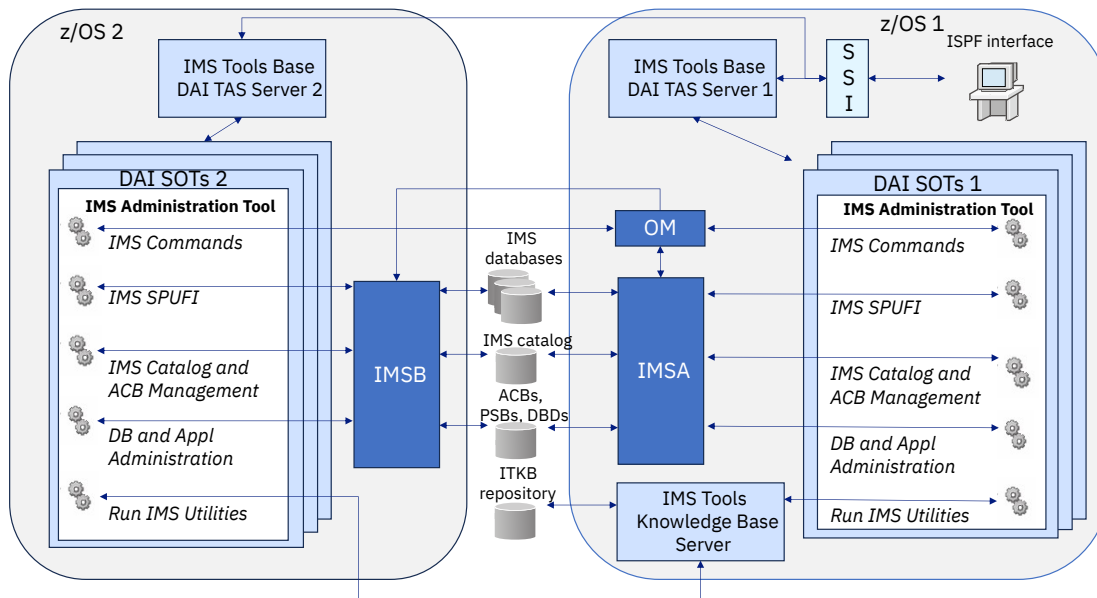 z/OS 2
z/OS 1
ISPF interface
IMS Tools Base
DAI TAS Server 2
IMS Tools Base
DAI TAS Server 1
S
S
I
DAI SOTs 2
IMS Administration Tool
IMS Commands
IMS SPUFI
IMS Catalog and
ACB Management
DB and Appl
Administration
Run IMS Utilities
IMSB
IMS
databases
IMS catalog
ACBs,
PSBs, DBDs
ITKB
repository
OM
IMSA
IMS Tools
Knowledge Base
Server
DAI SOTs 1
IMS Administration Tool
IMS Commands
IMS SPUFI
IMS Catalog and
ACB Management
DB and Appl
Administration
Run IMS Utilities